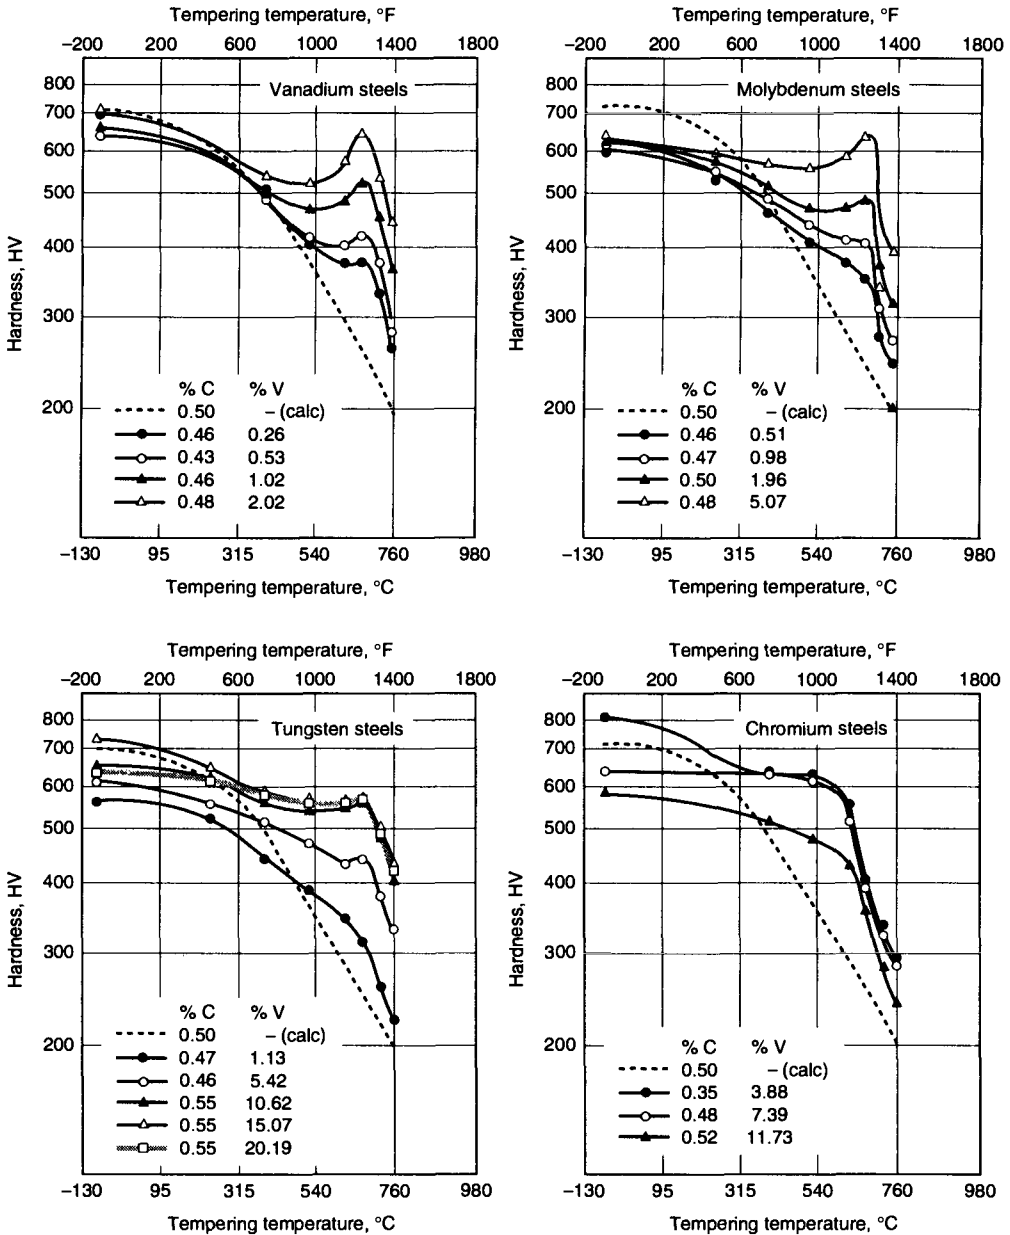 Tempering temperature, °F
−200 200 600 1000 1400 1800
800
700
600
500
400
300
200
Hardness, HV
Vanadium steels
% C % V
0.50 – (calc)
0.46 0.26
0.43 0.53
0.46 1.02
0.48 2.02
−130 95 315 540 760 980
Tempering temperature, °C
Tempering temperature, °F
−200 200 600 1000 1400 1800
800
700
600
500
400
300
200
Hardness, HV
Molybdenum steels
% C % V
0.50 – (calc)
0.46 0.51
0.47 0.98
0.50 1.96
0.48 5.07
−130 95 315 540 760 980
Tempering temperature, °C
Tempering temperature, °F
−200 200 600 1000 1400 1800
800
700
600
500
400
300
200
Hardness, HV
Tungsten steels
% C % V
0.50 – (calc)
0.47 1.13
0.46 5.42
0.55 10.62
0.55 15.07
0.55 20.19
−130 95 315 540 760 980
Tempering temperature, °C
Tempering temperature, °F
−200 200 600 1000 1400 1800
800
700
600
500
400
300
200
Hardness, HV
Chromium steels
% C % V
0.50 – (calc)
0.35 3.88
0.48 7.39
0.52 11.73
−130 95 315 540 760 980
Tempering temperature, °C